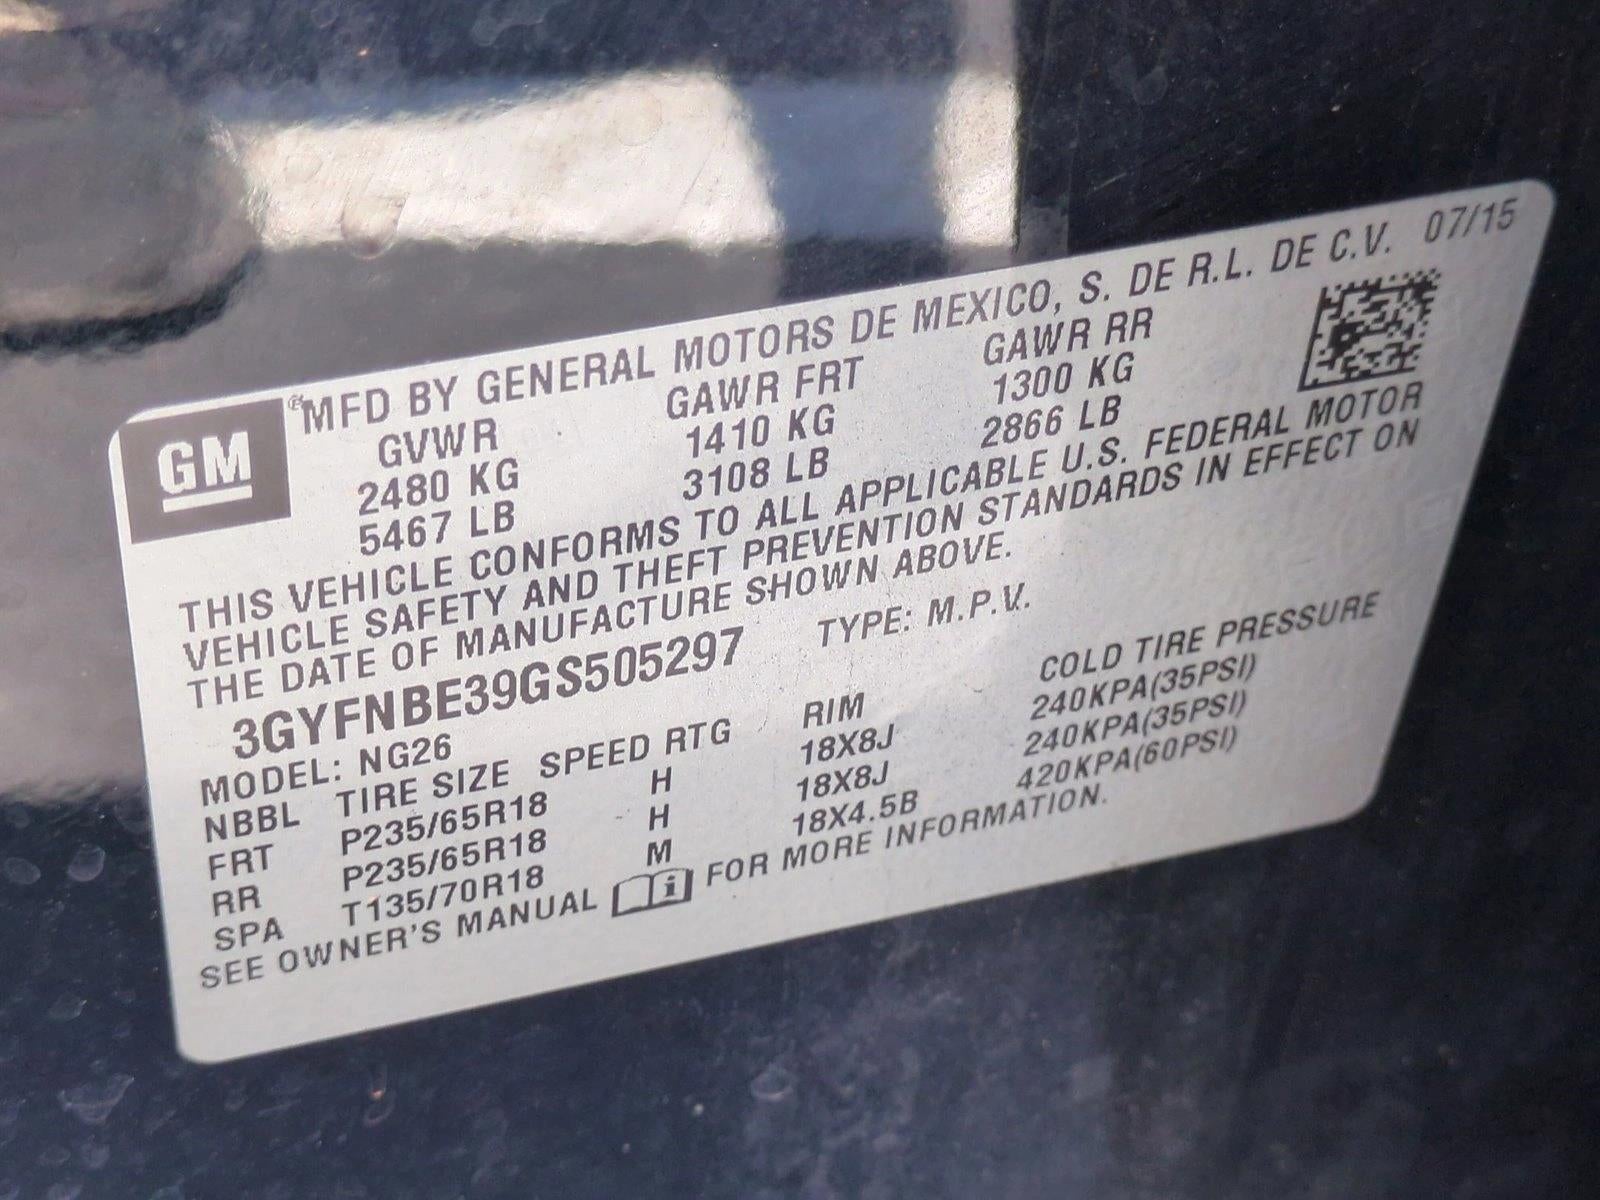 GM ® MFD BY GENERAL MOTORS DE MEXICO, S. DE R.L. DE C.V. 07/15
GVWR GAWR FRT GAWR RR
2480 KG 1410 KG 1300 KG
5467 LB 3108 LB 2866 LB
THIS VEHICLE CONFORMS TO ALL APPLICABLE U.S. FEDERAL MOTOR
VEHICLE SAFETY AND THEFT PREVENTION STANDARDS IN EFFECT ON
THE DATE OF MANUFACTURE SHOWN ABOVE.
3GYFNBE39GS505297 TYPE: M.P.V.
MODEL: NG26
NBBL TIRE SIZE SPEED RTG RIM COLD TIRE PRESSURE
FRT P235/65R18 H 18X8J 240KPA(35PSI)
RR P235/65R18 H 18X8J 240KPA(35PSI)
SPA T135/70R18 M 18X4.5B 420KPA(60PSI)
SEE OWNER'S MANUAL i FOR MORE INFORMATION.